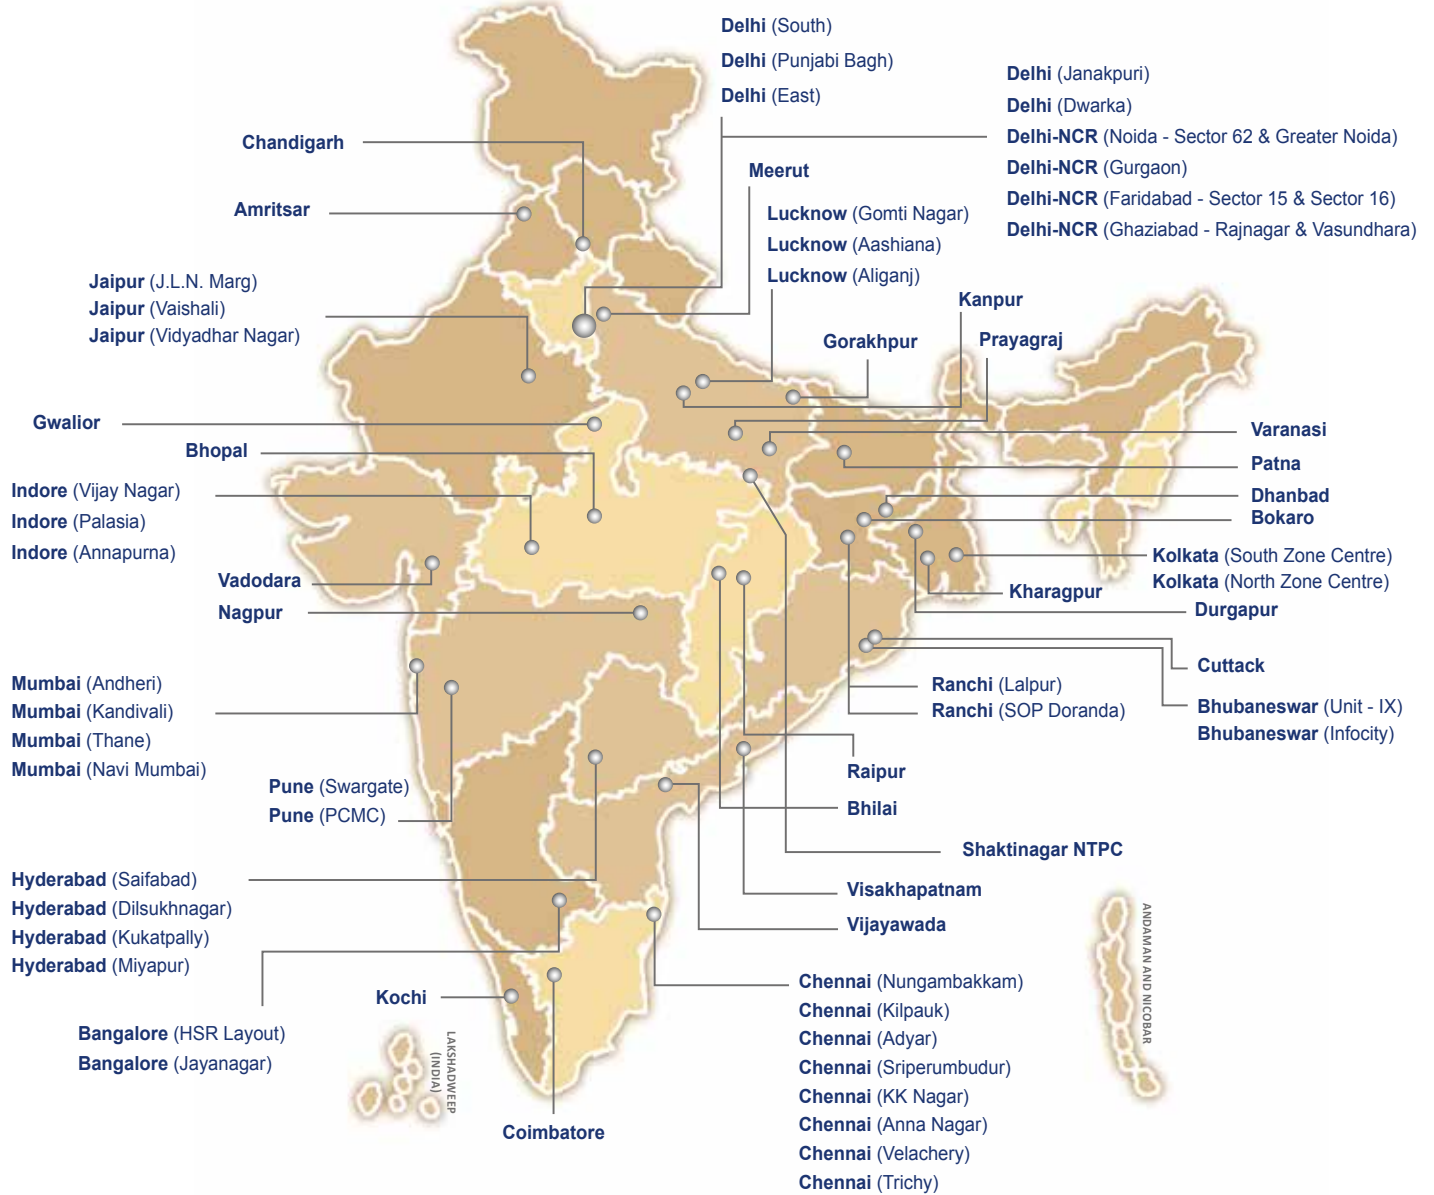 Delhi (South)
Delhi (Punjabi Bagh)
Delhi (East)
Delhi (Janakpuri)
Delhi (Dwarka)
Delhi-NCR (Noida - Sector 62 & Greater Noida)
Delhi-NCR (Gurgaon)
Delhi-NCR (Faridabad - Sector 15 & Sector 16)
Delhi-NCR (Ghaziabad - Rajnagar & Vasundhara)
Chandigarh
Amritsar
Meerut
Lucknow (Gomti Nagar)
Lucknow (Aashiana)
Lucknow (Aliganj)
Jaipur (J.L.N. Marg)
Jaipur (Vaishali)
Jaipur (Vidyadhar Nagar)
Kanpur
Gorakhpur
Prayagraj
Gwalior
Bhopal
Indore (Vijay Nagar)
Indore (Palasia)
Indore (Annapurna)
Vadodara
Nagpur
Varanasi
Patna
Dhanbad
Bokaro
Kolkata (South Zone Centre)
Kolkata (North Zone Centre)
Kharagpur
Durgapur
Cuttack
Bhubaneswar (Unit - IX)
Bhubaneswar (Infocity)
Ranchi (Lalpur)
Ranchi (SOP Doranda)
Mumbai (Andheri)
Mumbai (Kandivali)
Mumbai (Thane)
Mumbai (Navi Mumbai)
Pune (Swargate)
Pune (PCMC)
Raipur
Bhilai
Shaktinagar NTPC
Visakhapatnam
Vijayawada
Hyderabad (Saifabad)
Hyderabad (Dilsukhnagar)
Hyderabad (Kukatpally)
Hyderabad (Miyapur)
Kochi
Bangalore (HSR Layout)
Bangalore (Jayanagar)
LAKSHADWEEP
(INDIA)
Coimbatore
Chennai (Nungambakkam)
Chennai (Kilpauk)
Chennai (Adyar)
Chennai (Sriperumbudur)
Chennai (KK Nagar)
Chennai (Anna Nagar)
Chennai (Velachery)
Chennai (Trichy)
ANDAMAN AND NICOBAR